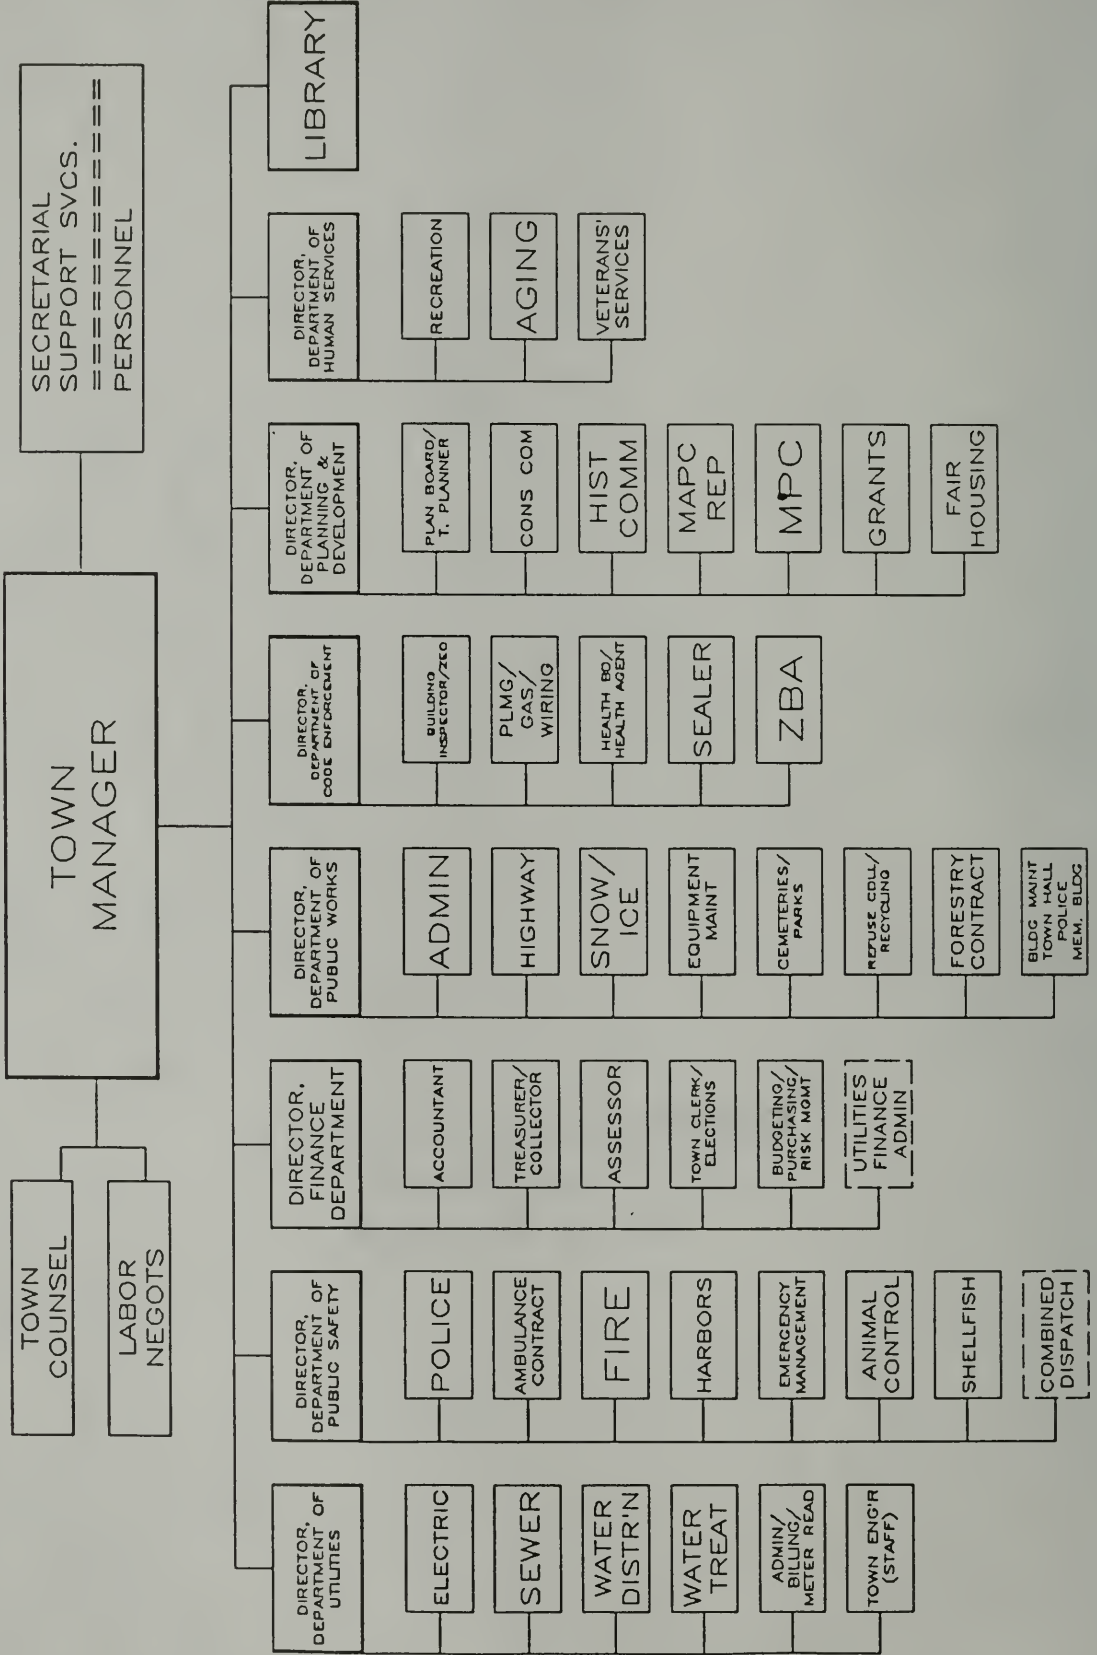 TOWN
MANAGER
TOWN
COUNSEL
LABOR
NEGOTS
SECRETARIAL
SUPPORT SVCS.
==============
PERSONNEL
DIRECTOR,
DEPARTMENT OF
UTILITIES
ELECTRIC
SEWER
WATER
DISTR'N
WATER
TREAT
ADMIN/
BILLING/
METER READ
TOWN ENG'R
(STAFF)
DIRECTOR,
DEPARTMENT OF
PUBLIC SAFETY
POLICE
AMBULANCE
CONTRACT
FIRE
HARBORS
EMERGENCY
MANAGEMENT
ANIMAL
CONTROL
SHELLFISH
COMBINED
DISPATCH
DIRECTOR,
FINANCE
DEPARTMENT
ACCOUNTANT
TREASURER/
COLLECTOR
ASSESSOR
TOWN CLERK/
ELECTIONS
BUDGETING/
PURCHASING/
RISK MGMT
UTILITIES
FINANCE
ADMIN
DIRECTOR,
DEPARTMENT OF
PUBLIC WORKS
ADMIN
HIGHWAY
SNOW/
ICE
EQUIPMENT
MAINT
CEMETERIES/
PARKS
REFUSE COLL/
RECYCLING
FORESTRY
CONTRACT
BLDG MAINT
TOWN HALL
POLICE
MEM. BLDG
DIRECTOR,
DEPARTMENT OF
CODE ENFORCEMENT
BUILDING
INSPECTOR/ZEO
PLMG/
GAS/
WIRING
HEALTH BD/
HEALTH AGENT
SEALER
ZBA
DIRECTOR,
DEPARTMENT OF
PLANNING &
DEVELOPMENT
PLAN BOARD/
T. PLANNER
CONS COM
HIST
COMM
MAPC
REP
MPC
GRANTS
FAIR
HOUSING
DIRECTOR,
DEPARTMENT OF
HUMAN SERVICES
RECREATION
AGING
VETERANS'
SERVICES
LIBRARY